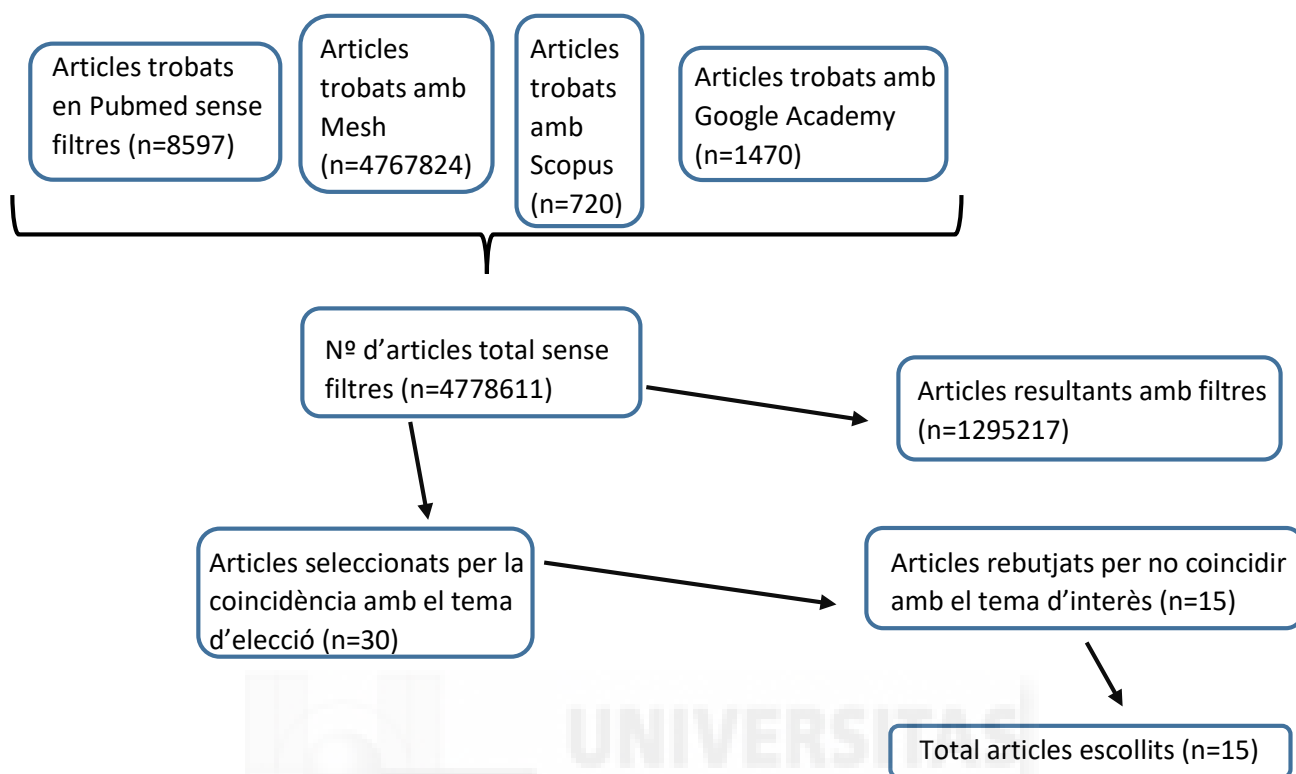 Articles trobats
en Pubmed sense
filtres (n=8597)
Articles
trobats amb
Mesh
(n=4767824)
Articles
trobats
amb
Scopus
(n=720)
Articles trobats amb
Google Academy
(n=1470)
Nº d’articles total sense
filtres (n=4778611)
Articles resultants amb filtres
(n=1295217)
Articles seleccionats per la
coincidència amb el tema
d’elecció (n=30)
Articles rebutjats per no coincidir
amb el tema d’interès (n=15)
UNIVERSITAS
Total articles escollits (n=15)